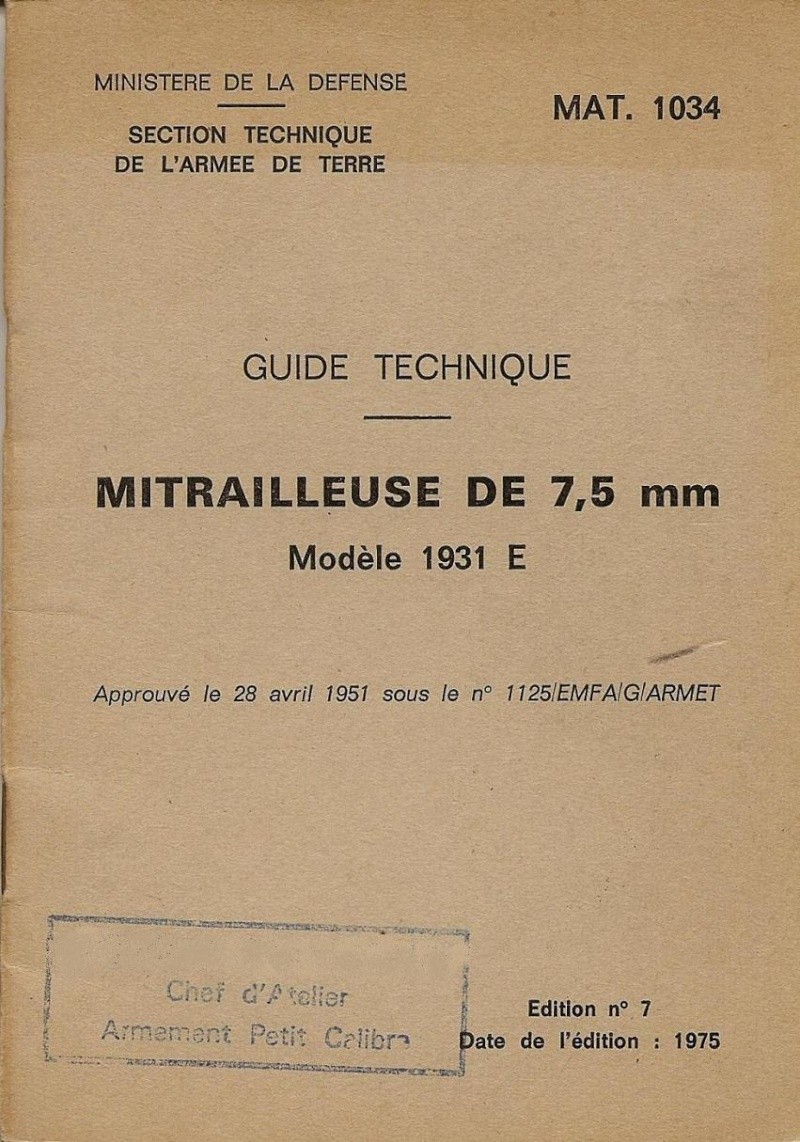 MINISTERE DE LA DEFENSE
SECTION TECHNIQUE
DE L'ARMEE DE TERRE
MAT. 1034
GUIDE TECHNIQUE
MITRAILLEUSE DE 7,5 mm
Modèle 1931 E
Approuvé le 28 avril 1951 sous le n° 1125/EMFA/G/ARMET
Chef d'Atelier
Armement Petit Calibre
Edition n° 7
Date de l'édition : 1975